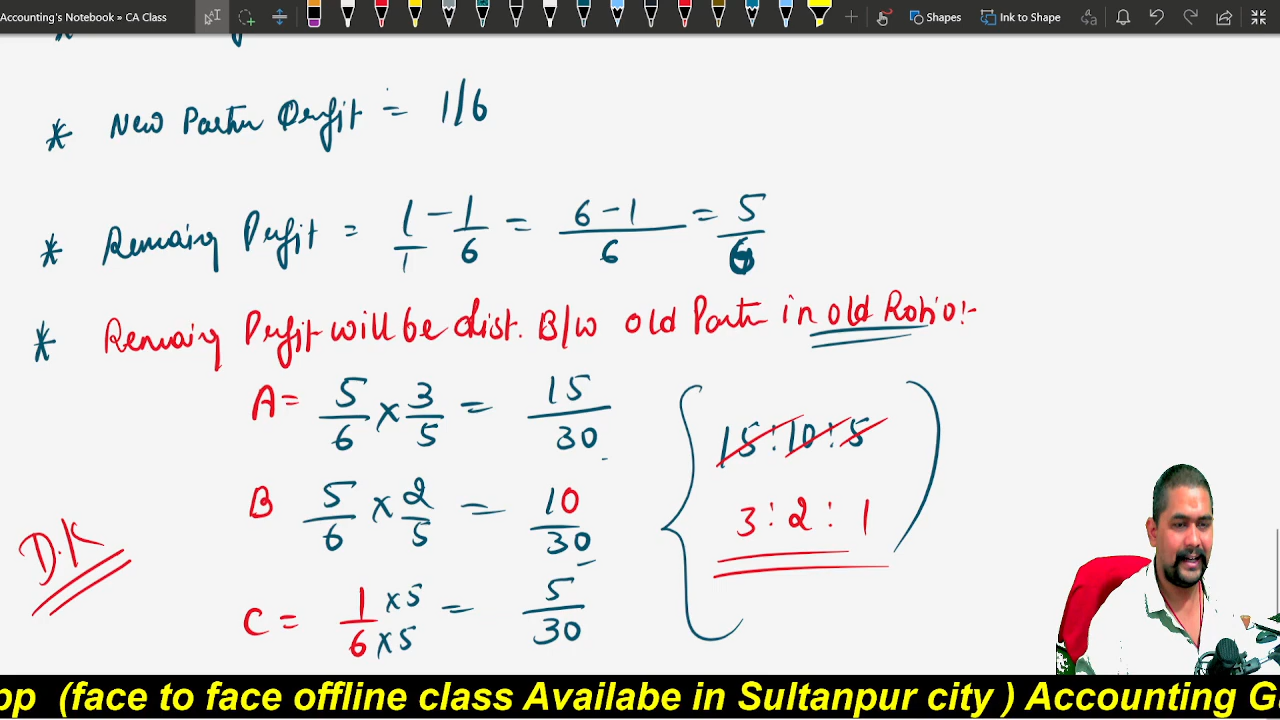 Accounting's Notebook » CA Class
Shapes
Ink to Shape
* New Partn Profit = 1/6
* Remaing Profit = 1/1 - 1/6 = 6-1/6 = 5/6
* Remaing Profit will be dist. B/w old Partn in old Ratio:-
A= 5/6 × 3/5 = 15/30
B 5/6 × 2/5 = 10/30
C = 1/6 ×5 ×5 = 5/30
15:10:5
3:2:1
D.K
pp (face to face offline class Availabe in Sultanpur city ) Accounting G